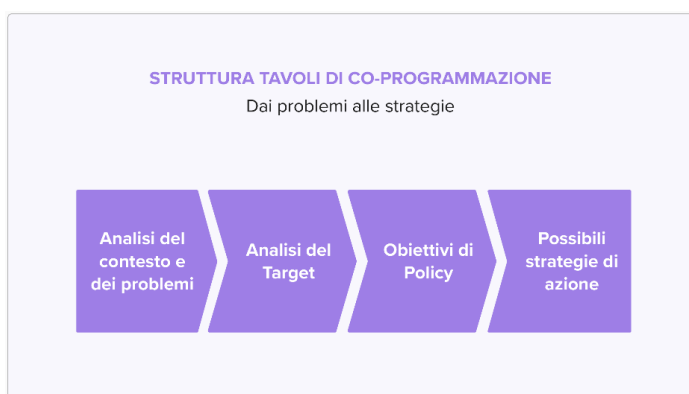 STRUTTURA TAVOLI DI CO-PROGRAMMAZIONE
Dai problemi alle strategie
Analisi del
contesto e
dei problemi
Analisi del
Target
Obiettivi di
Policy
Possibili
strategie di
azione